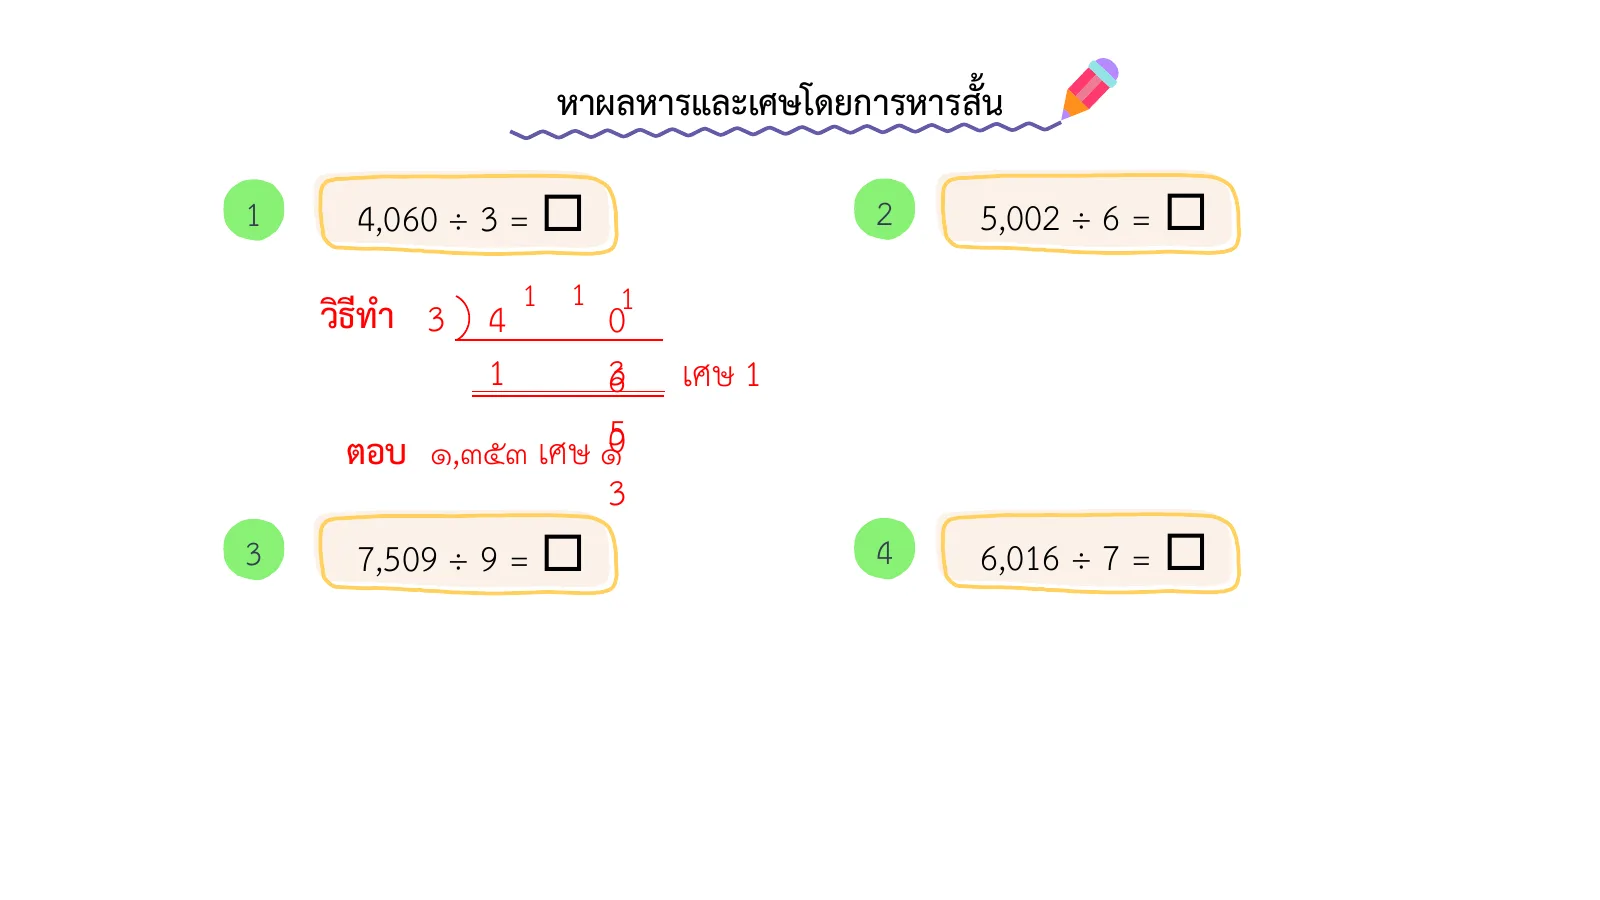 หาผลหารและเศษโดยการหารสั้น
1
4,060 ÷ 3 = □
2
5,002 ÷ 6 = □
วิธีทำ 3 ) 4 1 1 0 1
1 3 เศษ 1
6
5
0
ตอบ ๑,๓๕๓ เศษ ๑
3
3
7,509 ÷ 9 = □
4
6,016 ÷ 7 = □